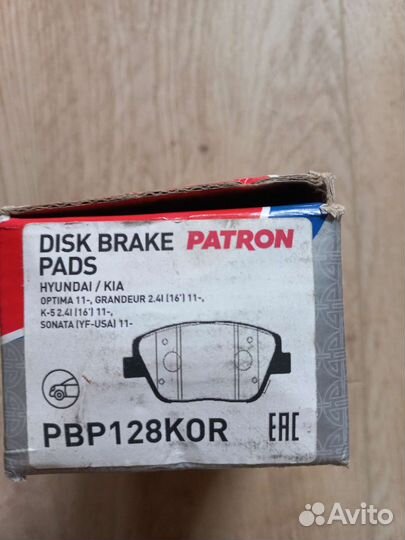 DISK BRAKE PATRON
PADS
HYUNDAI / KIA
OPTIMA 11-, GRANDEUR 2.4I (16') 11-,
K-5 2.4I (16') 11-,
SONATA (YF-USA) 11-
PBP128KOR
EAC
Avito